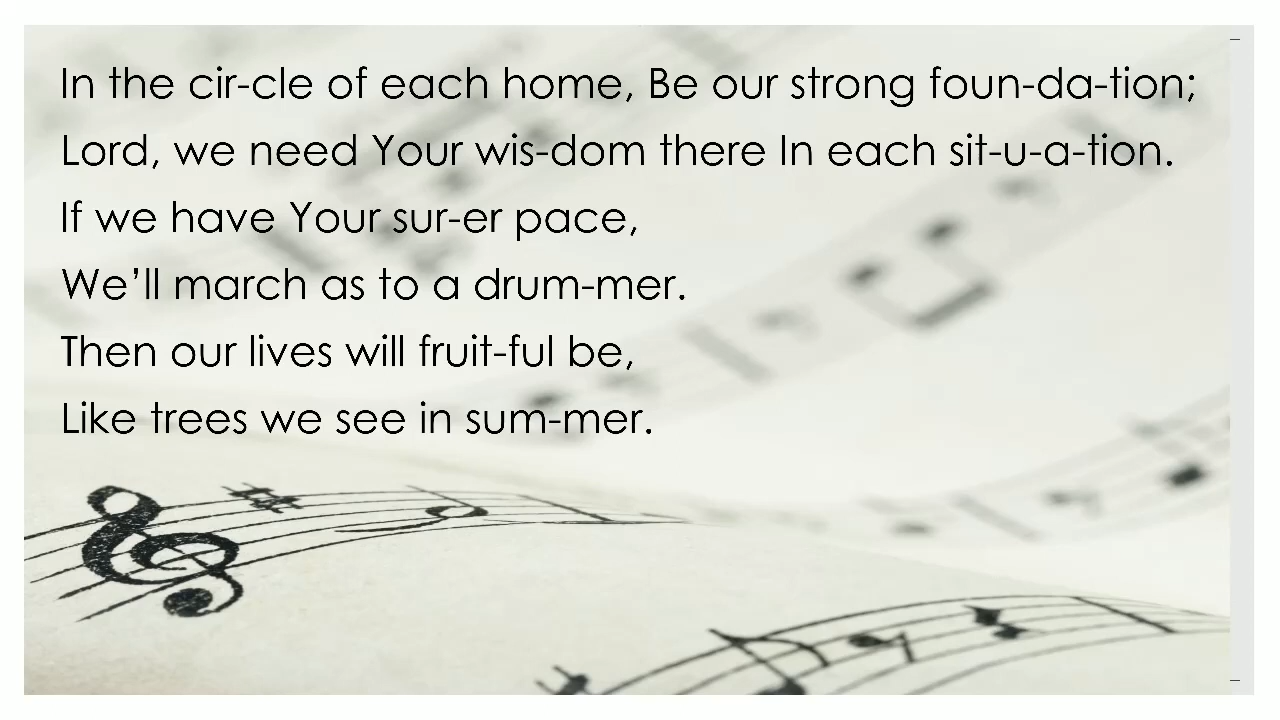 In the cir-cle of each home, Be our strong foun-da-tion;
Lord, we need Your wis-dom there In each sit-u-a-tion.
If we have Your sur-er pace,
We’ll march as to a drum-mer.
Then our lives will fruit-ful be,
Like trees we see in sum-mer.